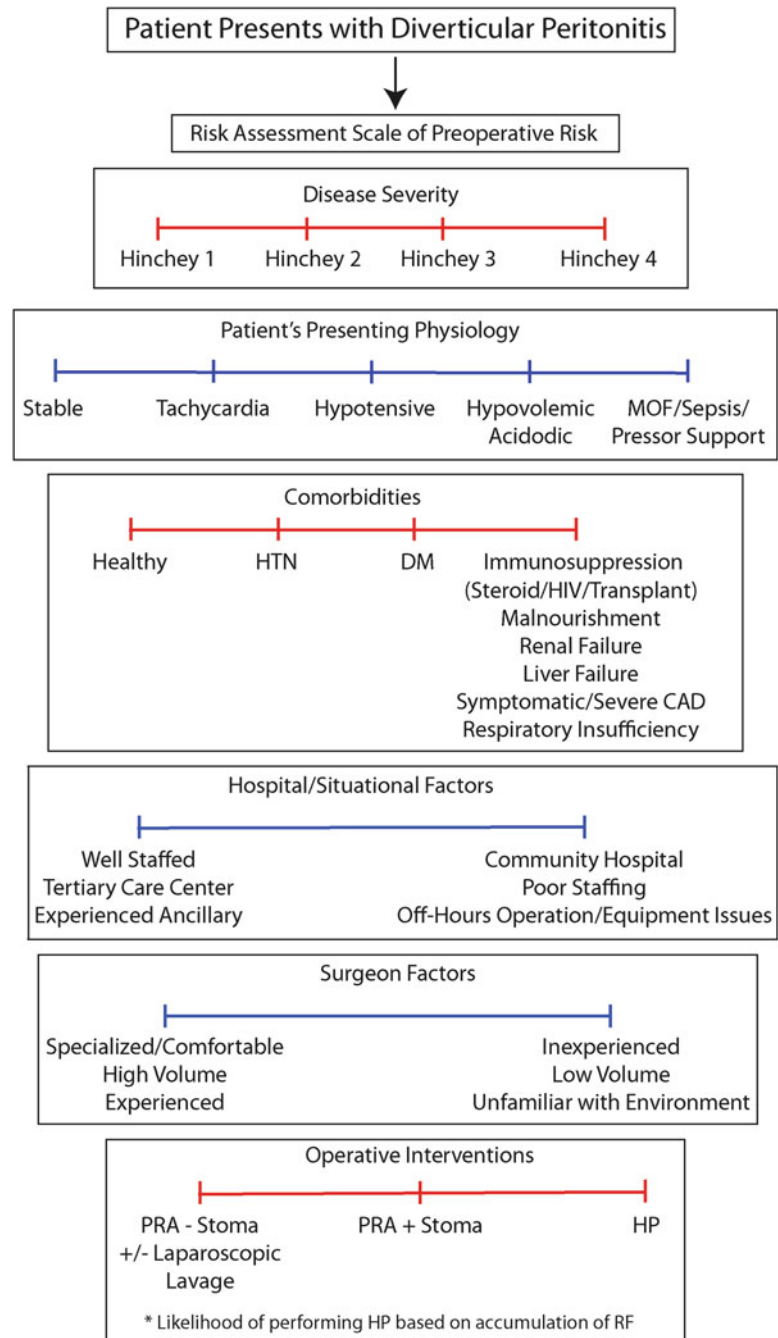 Patient Presents with Diverticular Peritonitis
Risk Assessment Scale of Preoperative Risk
Disease Severity
Hinchey 1 Hinchey 2 Hinchey 3 Hinchey 4
Patient's Presenting Physiology
Stable Tachycardia Hypotensive Hypovolemic MOF/Sepsis/
Acidodic Pressor Support
Comorbidities
Healthy HTN DM Immunosuppression
(Steroid/HIV/Transplant)
Malnourishment
Renal Failure
Liver Failure
Symptomatic/Severe CAD
Respiratory Insufficiency
Hospital/Situational Factors
Well Staffed Community Hospital
Tertiary Care Center Poor Staffing
Experienced Ancillary Off-Hours Operation/Equipment Issues
Surgeon Factors
Specialized/Comfortable Inexperienced
High Volume Low Volume
Experienced Unfamiliar with Environment
Operative Interventions
PRA - Stoma PRA + Stoma HP
+/- Laparoscopic
Lavage
* Likelihood of performing HP based on accumulation of RF